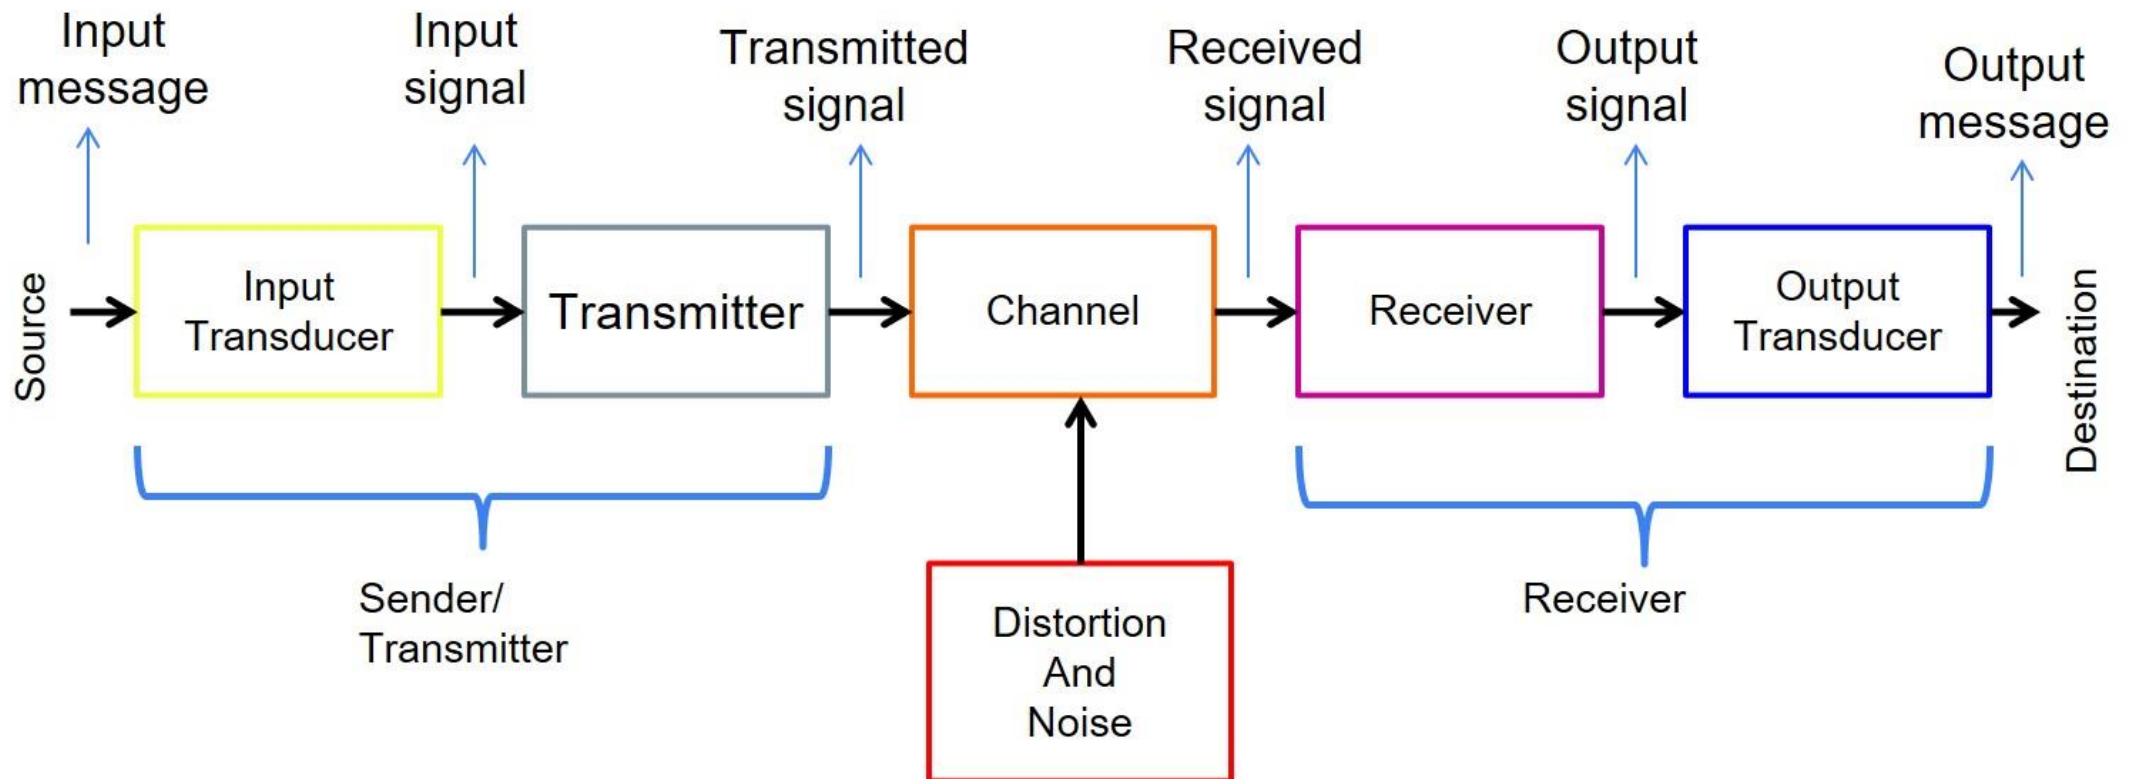 Input
message
Input
signal
Transmitted
signal
Received
signal
Output
signal
Output
message
Source
Input
Transducer
Transmitter
Channel
Receiver
Output
Transducer
Destination
Sender/
Transmitter
Distortion
And
Noise
Receiver